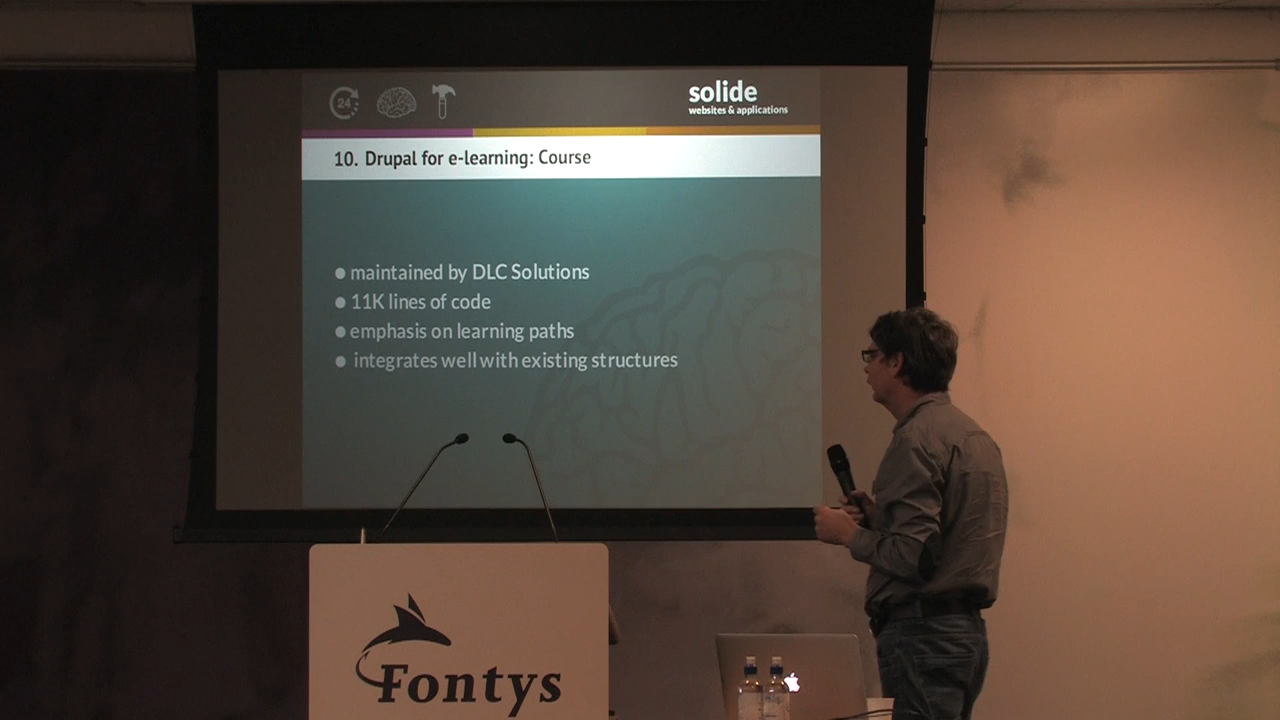 24
solide
websites & applications
10. Drupal for e-learning: Course
● maintained by DLC Solutions
● 11K lines of code
● emphasis on learning paths
● integrates well with existing structures
Fontys